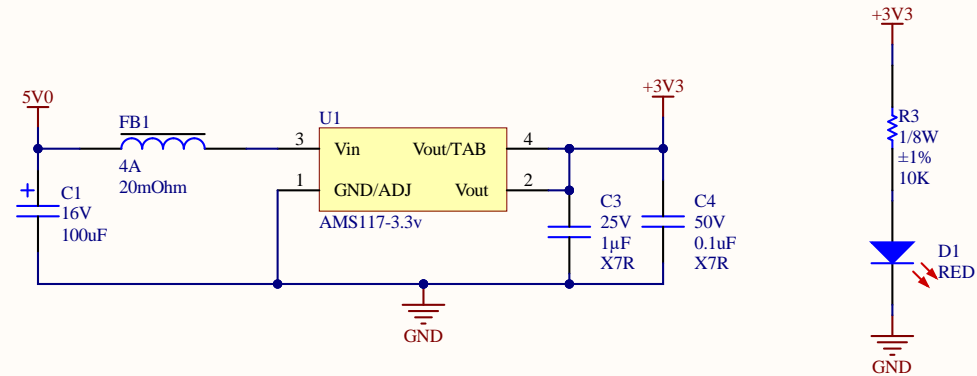 5V0
C1
16V
100uF
FB1
4A
20mOhm
U1
3
Vin
Vout/TAB
4
1
GND/ADJ
Vout
2
AMS117-3.3v
+3V3
C3
25V
1µF
X7R
C4
50V
0.1uF
X7R
GND
+3V3
R3
1/8W
±1%
10K
D1
RED
GND